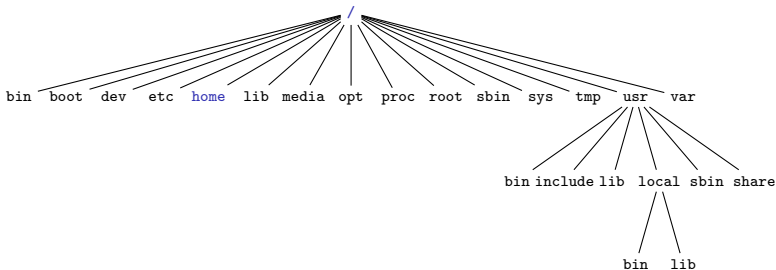 /
bin boot dev etc home lib media opt proc root sbin sys tmp usr var
bin include lib local sbin share
bin lib